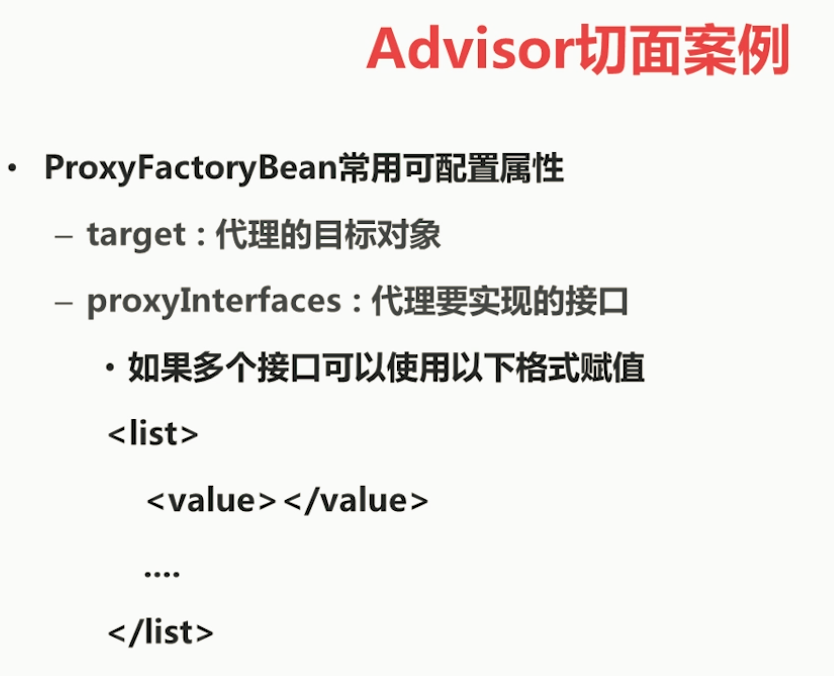 Advisor切面案例
• ProxyFactoryBean常用可配置属性
– target : 代理的目标对象
– proxyInterfaces : 代理要实现的接口
• 如果多个接口可以使用以下格式赋值
<list>
<value></value>
....
</list>